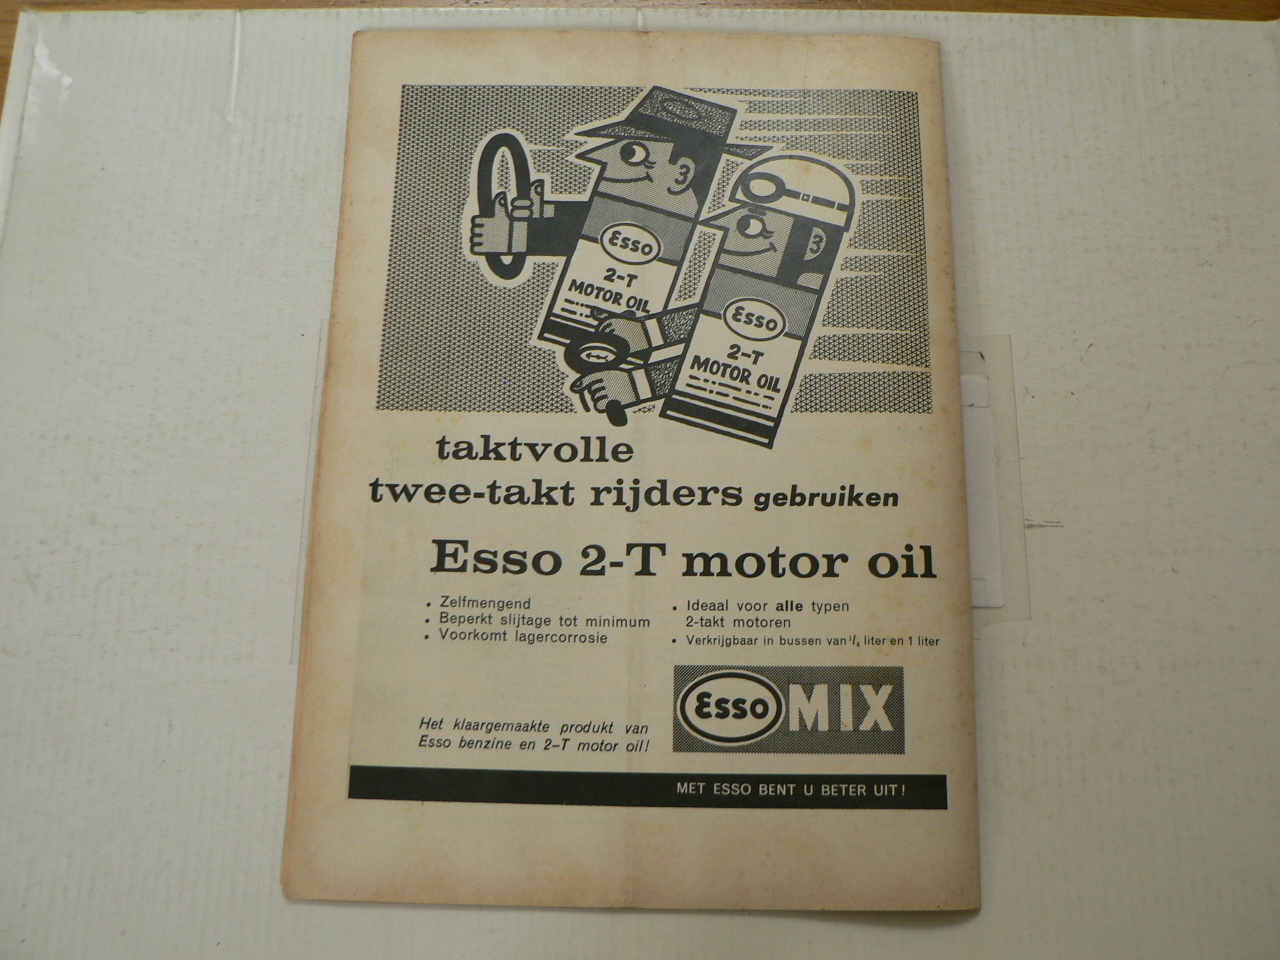 Esso
2-T
MOTOR OIL
Esso
2-T
MOTOR OIL
taktvolle
twee-takt rijders gebruiken
Esso 2-T motor oil
• Zelfmengend
• Beperkt slijtage tot minimum
• Voorkomt lagercorrosie
• Ideaal voor alle typen
2-takt motoren
• Verkrijgbaar in bussen van ¼ liter en 1 liter
Het klaargemaakte produkt van
Esso benzine en 2-T motor oil!
Esso MIX
MET ESSO BENT U BETER UIT!